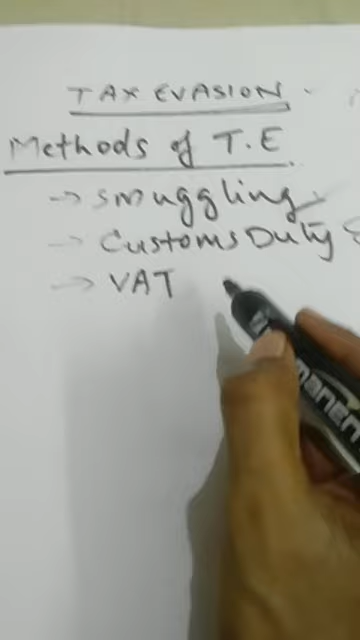 TAX EVASION -
Methods of T.E
→ Smuggling
→ Customs Duty
→ VAT